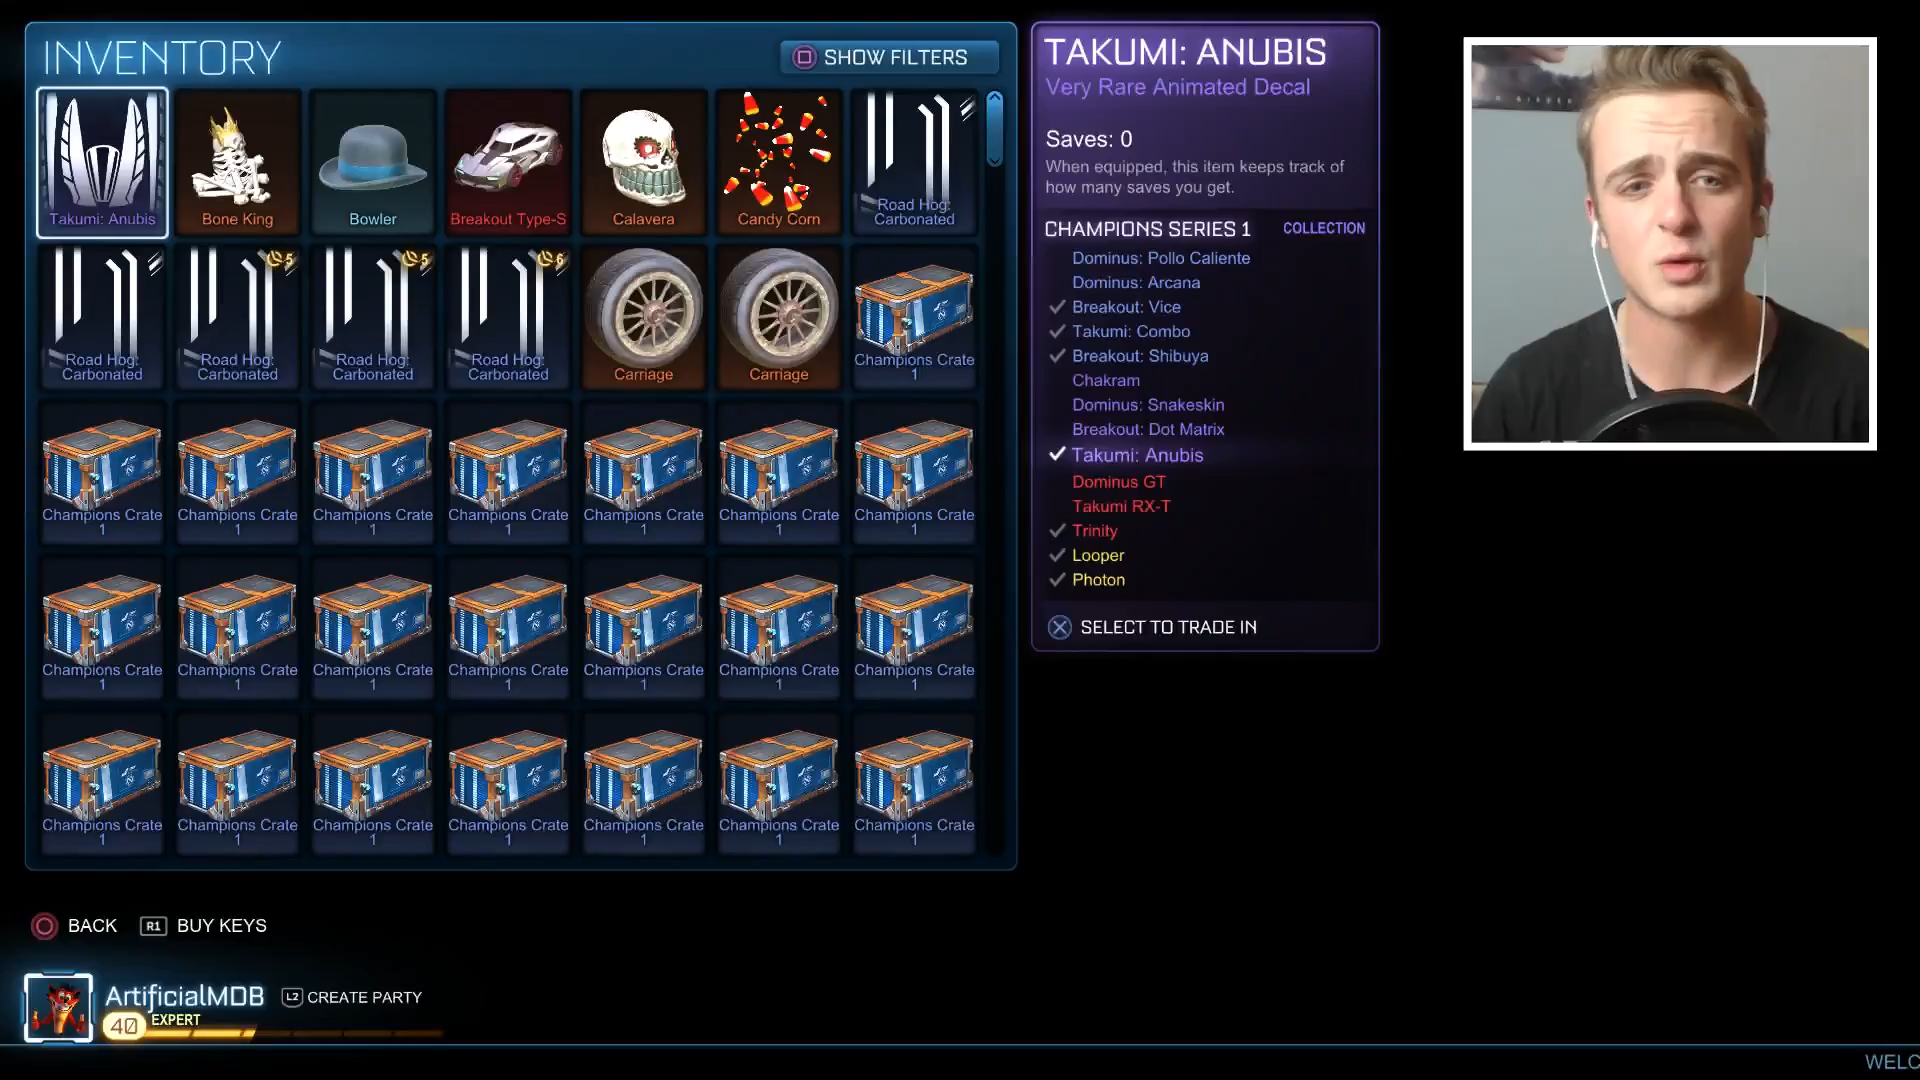 INVENTORY
SHOW FILTERS
Takumi: Anubis
Bone King
Bowler
Breakout Type-S
Calavera
Candy Corn
Road Hog:
Carbonated
Road Hog:
Carbonated
5
Road Hog:
Carbonated
5
Road Hog:
Carbonated
6
Road Hog:
Carbonated
Carriage
Carriage
Champions Crate
1
Champions Crate
1
Champions Crate
1
Champions Crate
1
Champions Crate
1
Champions Crate
1
Champions Crate
1
Champions Crate
1
Champions Crate
1
Champions Crate
1
Champions Crate
1
Champions Crate
1
Champions Crate
1
Champions Crate
1
Champions Crate
1
Champions Crate
1
Champions Crate
1
Champions Crate
1
Champions Crate
1
Champions Crate
1
Champions Crate
1
Champions Crate
1
TAKUMI: ANUBIS
Very Rare Animated Decal
Saves: 0
When equipped, this item keeps track of
how many saves you get.
CHAMPIONS SERIES 1 COLLECTION
Dominus: Pollo Caliente
Dominus: Arcana
Breakout: Vice
Takumi: Combo
Breakout: Shibuya
Chakram
Dominus: Snakeskin
Breakout: Dot Matrix
Takumi: Anubis
Dominus GT
Takumi RX-T
Trinity
Looper
Photon
SELECT TO TRADE IN
BACK
R1 BUY KEYS
ArtificialMDB
L2 CREATE PARTY
40 EXPERT
WELC